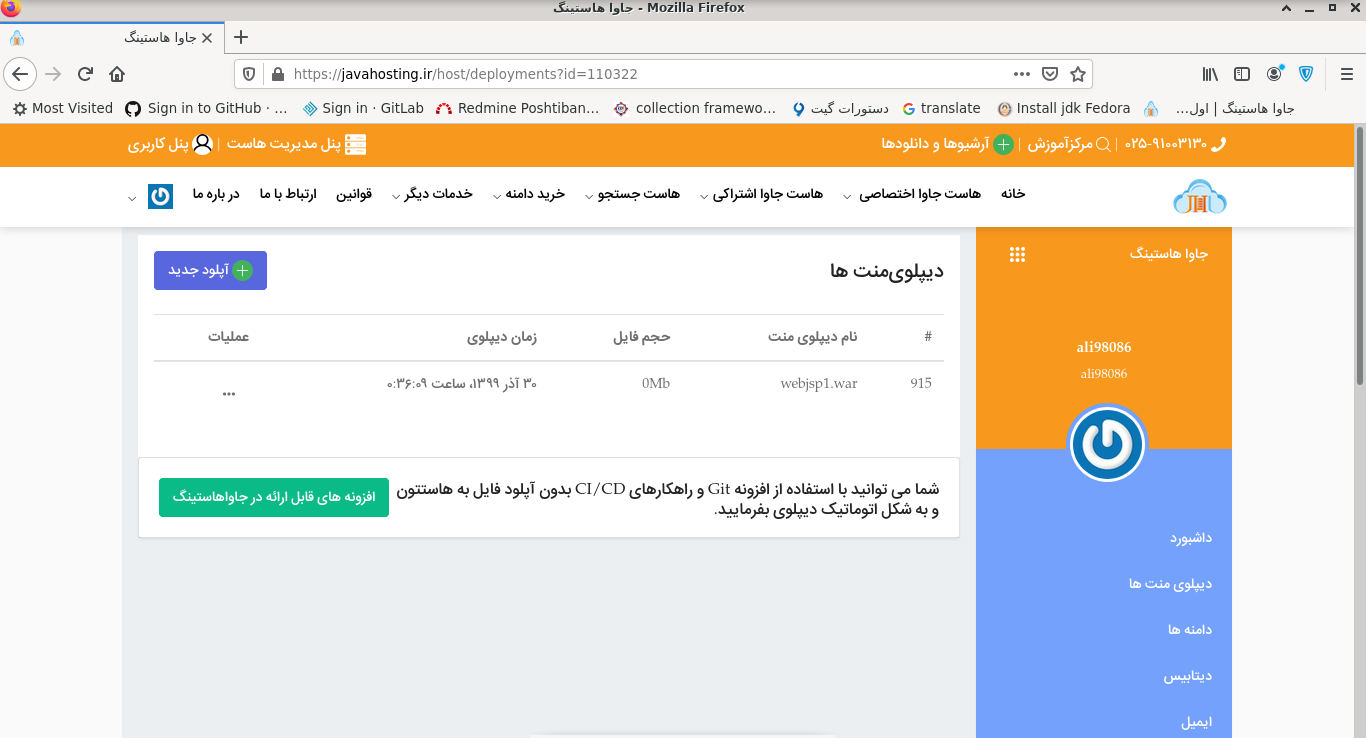 جاوا هاستینگ - Mozilla Firefox
جاوا هاستینگ
https://javahosting.ir/host/deployments?id=110322
Most Visited Sign in to GitHub · ... Sign in · GitLab Redmine Poshtiban... collection framewo... دستورات گیت translate Install jdk Fedora جاوا هاستینگ | اول...
۰۲۵-۹۱۰۰۳۱۳۰ | مرکزآموزش | آرشیوها و دانلودها
پنل مدیریت هاست | پنل کاربری
خانه هاست جاوا اختصاصی هاست جاوا اشتراکی هاست جستجو خرید دامنه خدمات دیگر قوانین ارتباط با ما در باره ما
جاوا هاستینگ
ali98086
ali98086
داشبورد
دیپلوی منت ها
دامنه ها
دیتابیس
ایمیل
دیپلوی‌منت ها
آپلود جدید
# نام دیپلوی منت حجم فایل زمان دیپلوی عملیات
915 webjsp1.war 0Mb ۳۰ آذر ۱۳۹۹، ساعت ۰:۳۶:۰۹ ...
شما می توانید با استفاده از افزونه Git و راهکارهای CI/CD بدون آپلود فایل به هاستتون
و به شکل اتوماتیک دیپلوی بفرمایید.
افزونه های قابل ارائه در جاواهاستینگ